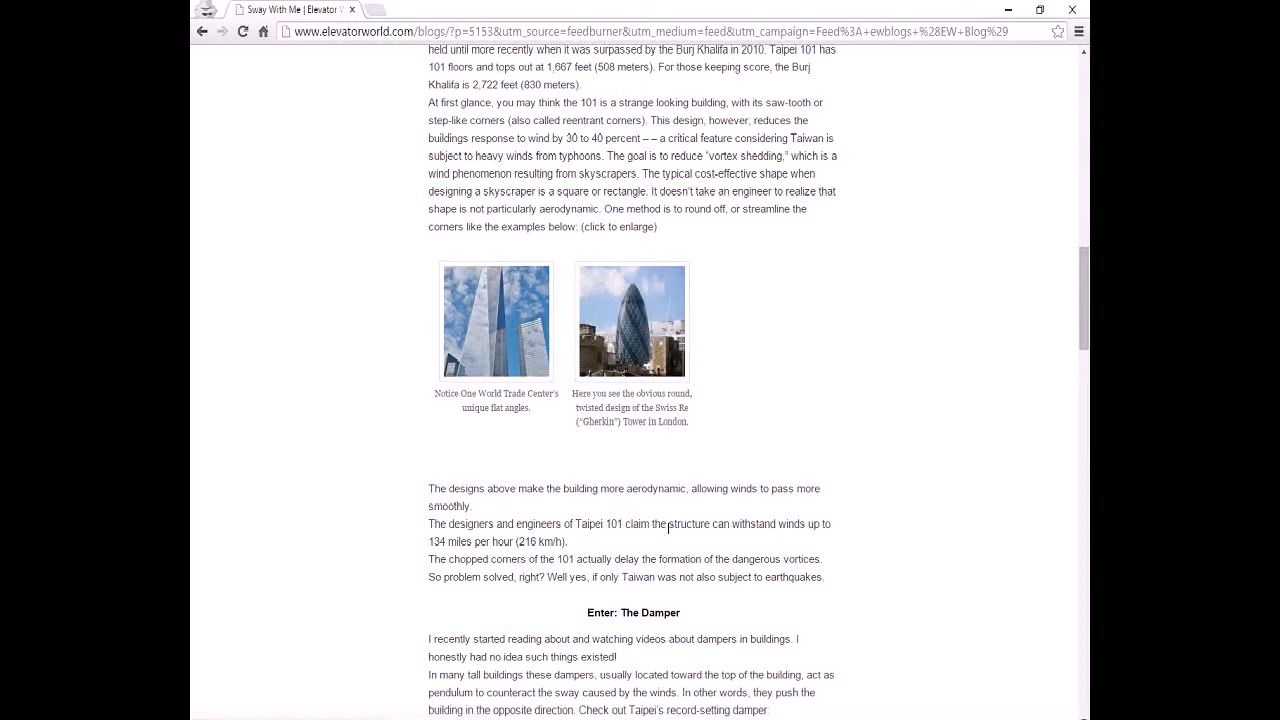 Sway With Me | Elevator V
www.elevatorworld.com/blogs/?p=5153&utm_source=feedburner&utm_medium=feed&utm_campaign=Feed%3A+ewblogs+%28EW+Blog%29
held until more recently when it was surpassed by the Burj Khalifa in 2010. Taipei 101 has
101 floors and tops out at 1,667 feet (508 meters). For those keeping score, the Burj
Khalifa is 2,722 feet (830 meters).
At first glance, you may think the 101 is a strange looking building, with its saw-tooth or
step-like corners (also called reentrant corners). This design, however, reduces the
buildings response to wind by 30 to 40 percent – – a critical feature considering Taiwan is
subject to heavy winds from typhoons. The goal is to reduce “vortex shedding,” which is a
wind phenomenon resulting from skyscrapers. The typical cost-effective shape when
designing a skyscraper is a square or rectangle. It doesn’t take an engineer to realize that
shape is not particularly aerodynamic. One method is to round off, or streamline the
corners like the examples below: (click to enlarge)
Notice One World Trade Center’s
unique flat angles.
Here you see the obvious round,
twisted design of the Swiss Re
(“Gherkin”) Tower in London.
The designs above make the building more aerodynamic, allowing winds to pass more
smoothly.
The designers and engineers of Taipei 101 claim the structure can withstand winds up to
134 miles per hour (216 km/h).
The chopped corners of the 101 actually delay the formation of the dangerous vortices.
So problem solved, right? Well yes, if only Taiwan was not also subject to earthquakes.
Enter: The Damper
I recently started reading about and watching videos about dampers in buildings. I
honestly had no idea such things existed!
In many tall buildings these dampers, usually located toward the top of the building, act as
pendulum to counteract the sway caused by the winds. In other words, they push the
building in the opposite direction. Check out Taipei’s record-setting damper: